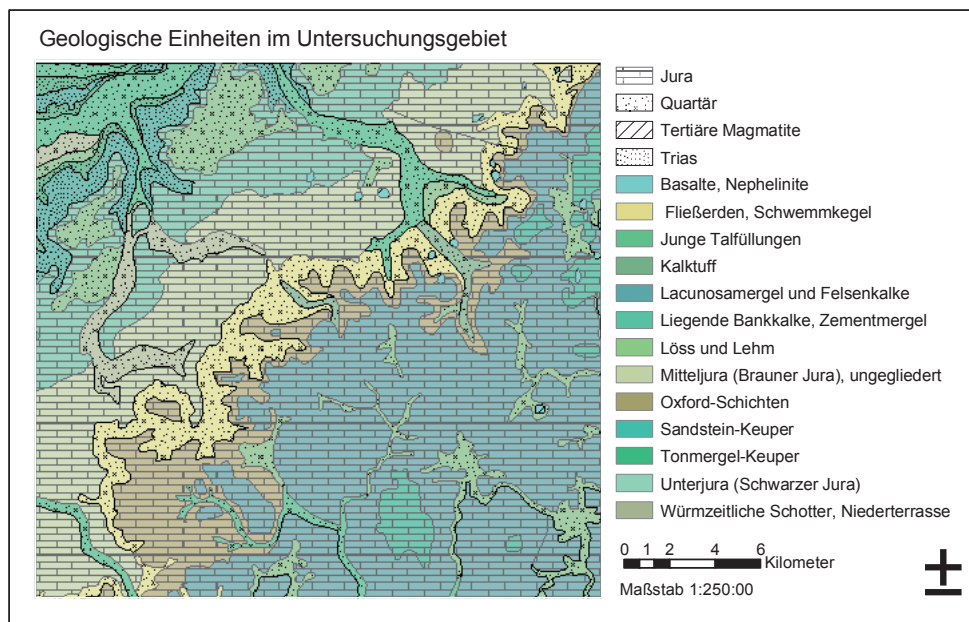 Geologische Einheiten im Untersuchungsgebiet
Jura
Quartär
Tertiäre Magmatite
Trias
Basalte, Nephelinite
Fließerden, Schwemmkegel
Junge Talfüllungen
Kalktuff
Lacunosamergel und Felsenkalke
Liegende Bankkalke, Zementmergel
Löss und Lehm
Mitteljura (Brauner Jura), ungegliedert
Oxford-Schichten
Sandstein-Keuper
Tonmergel-Keuper
Unterjura (Schwarzer Jura)
Würmzeitliche Schotter, Niederterrasse
0 1 2 4 6
Kilometer
Maßstab 1:250:00